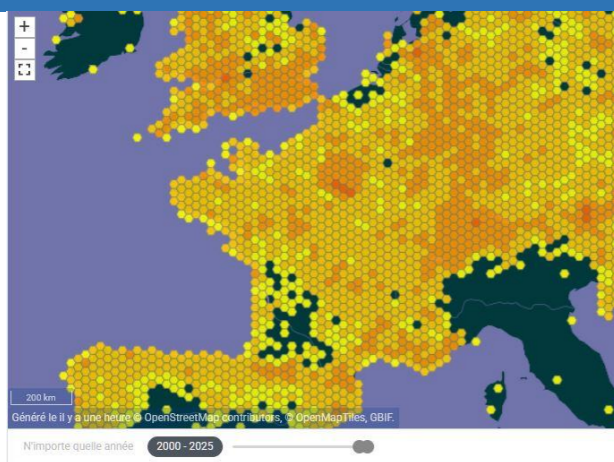 +
-
200 km
Généré le il y a une heure © OpenStreetMap contributors, © OpenMapTiles, GBIF.
N'importe quelle année 2000 - 2025